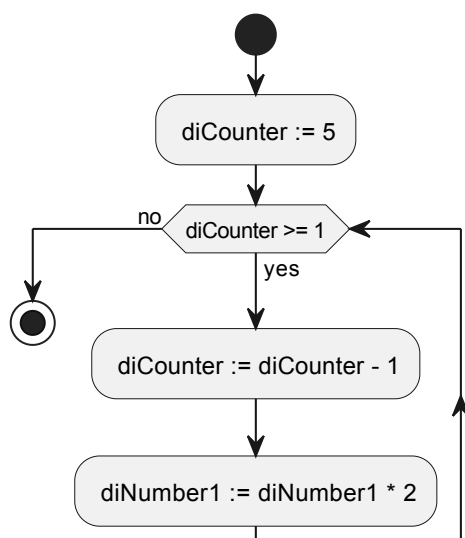 diCounter := 5
no
diCounter >= 1
yes
diCounter := diCounter - 1
diNumber1 := diNumber1 * 2